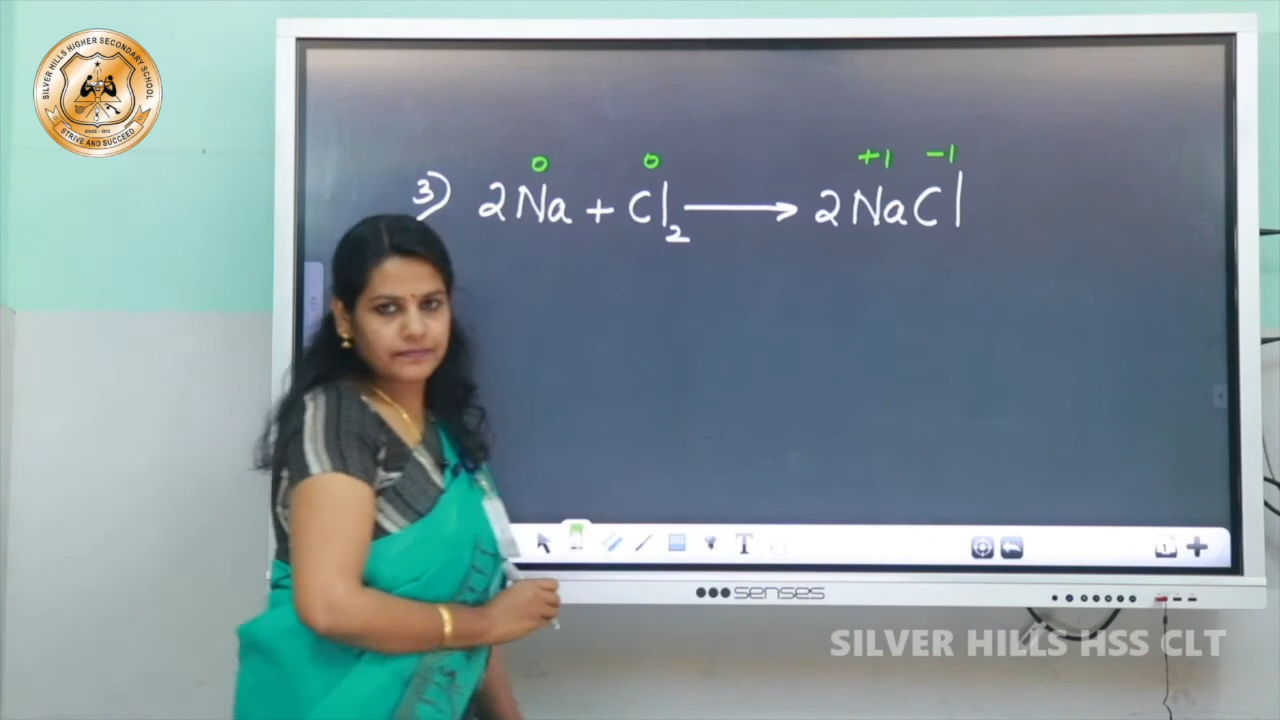 SILVER HILLS HIGHER SECONDARY SCHOOL
STRIVE AND SUCCEED
0 0 +1 -1
3) 2Na + Cl₂ ⟶ 2NaCl
T
1
senses
SILVER HILLS HSS CLT